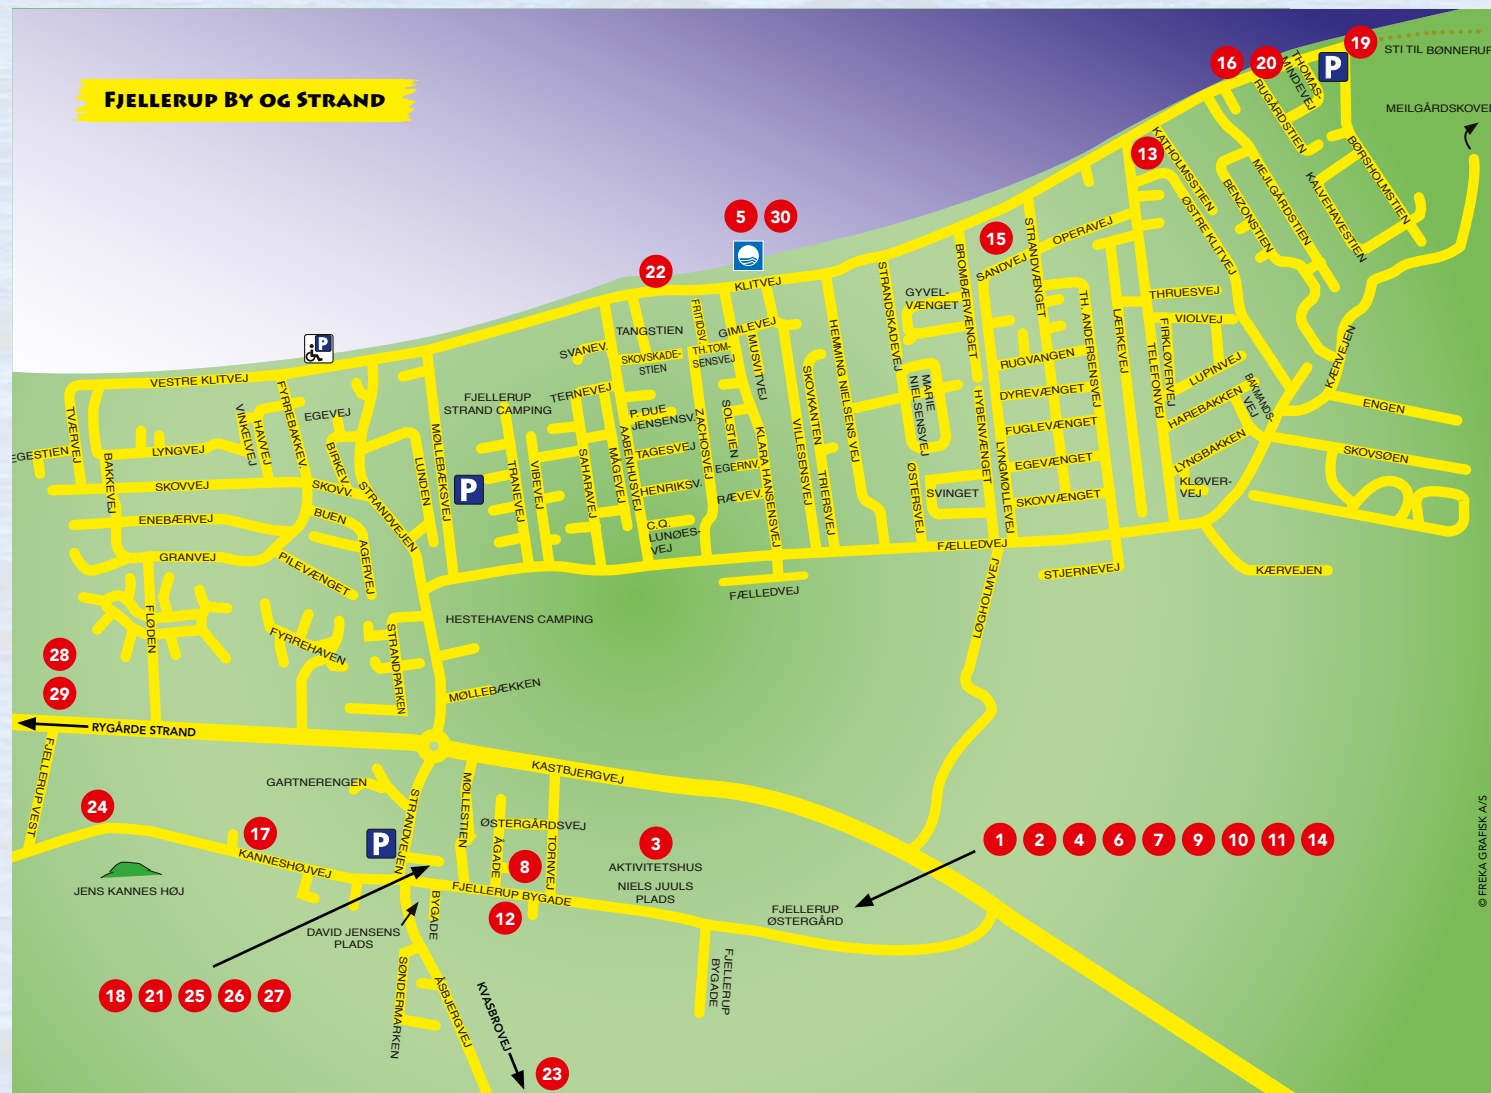 FJELLERUP BY OG STRAND
19
16
20
P
STI TIL BØNNERUP
THOMAS-
MINDEVEJ
RUGÅRDSTIEN
MEILGÅRDSKOVEN
KATHOLMSSTIEN
13
BØRSHOLMSTIEN
MEJLGÅRDSTIEN
KALVEHAVESTIEN
BENZONSTIEN
ØSTRE KLITVEJ
5
30
15
STRANDVÆNGET
OPERAVEJ
BROMBÆRVÆNGET
SANDVEJ
22
KLITVEJ
STRANDSKADEVEJ
GYVEL-
VÆNGET
TH. ANDERSENSVEJ
THRUESVEJ
VIOLVEJ
LÆRKEVEJ
FIRKLØVERVEJ
TELEFONVEJ
KÆRVEJEN
P
TANGSTIEN
FRITIDSV.
GIMLEVEJ
MUSVITVEJ
HEMMING NIELSENS VEJ
SVANEV.
SKOVSKADE-
STIEN
TH.TOM-
SENSVEJ
RUGVANGEN
LUPINVEJ
BAKMANDS-
VEJ
VESTRE KLITVEJ
FYRREBAKKEV.
TERNEVEJ
FJELLERUP
STRAND CAMPING
MARIE
NIELSENSVEJ
DYREVÆNGET
HAREBAKKEN
ENGEN
TVÆRVEJ
VINKELVEJ
HAVVEJ
EGEVEJ
P. DUE
JENSENSV.
SOLSTIEN
ZACHOSVEJ
SKOVKANTEN
VILLESENSVEJ
HYBENVÆNGET
FUGLEVÆNGET
EGESTIEN
LYNGVEJ
BIRKEV.
MØLLEBÆKSVEJ
TAGESVEJ
KLARA HANSENSVEJ
LYNGBAKKEN
SKOVSØEN
BAKKEVEJ
SKOVVEJ
SKOVV.
LUNDEN
P
TRANEVEJ
VIBEVEJ
SAHARAVEJ
MÅGEVEJ
AABENHUSVEJ
HENRIKSV.
EGERNV.
RÆVEV.
TRIERSVEJ
ØSTERSVEJ
SVINGET
LYNGMØLLEVEJ
EGEVÆNGET
SKOVVÆNGET
KLØVER-
VEJ
ENEBÆRVEJ
BUEN
STRANDVEJEN
C.Q.
LUNØES-
VEJ
FÆLLEDVEJ
GRANVEJ
PILEVÆNGET
AGERVEJ
FÆLLEDVEJ
STJERNEVEJ
KÆRVEJEN
FLØDEN
FYRREHAVEN
STRANDPARKEN
HESTEHAVENS CAMPING
LØGHOLMVEJ
28
29
MØLLEBÆKKEN
RYGÅRDE STRAND
FJELLERUP VEST
GARTNERENGEN
STRANDVEJEN
MØLLESTIEN
KASTBJERGVEJ
24
17
P
ØSTERGÅRDSVEJ
ÅGADE
TORNVEJ
3
AKTIVITETSHUS
1
2
4
6
7
9
10
11
14
KANNESHØJVEJ
8
JENS KANNES HØJ
FJELLERUP BYGADE
NIELS JUULS
PLADS
12
BYGADE
FJELLERUP
ØSTERGÅRD
DAVID JENSENS
PLADS
SØNDERMARKEN
ÅSBJERGVEJ
FJELLERUP
BYGADE
18
21
25
26
27
KVASBROVEJ
23
© FREKA GRAFISK A/S